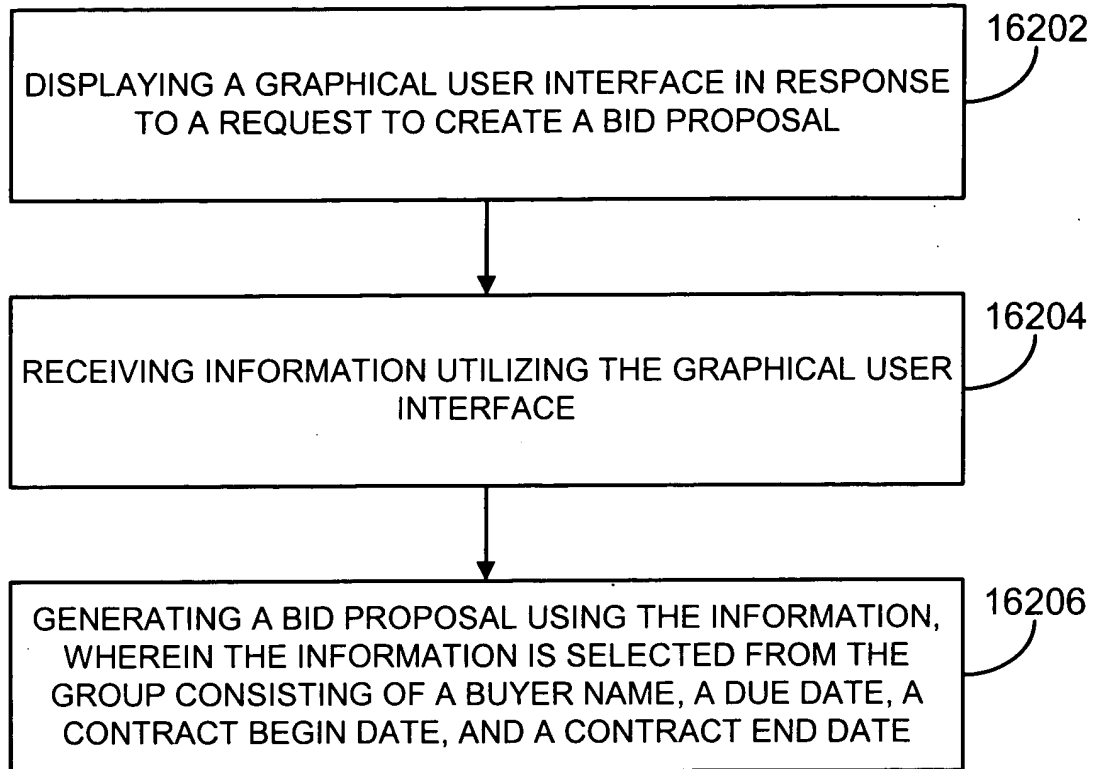 16202
DISPLAYING A GRAPHICAL USER INTERFACE IN RESPONSE
TO A REQUEST TO CREATE A BID PROPOSAL
16204
RECEIVING INFORMATION UTILIZING THE GRAPHICAL USER
INTERFACE
16206
GENERATING A BID PROPOSAL USING THE INFORMATION,
WHEREIN THE INFORMATION IS SELECTED FROM THE
GROUP CONSISTING OF A BUYER NAME, A DUE DATE, A
CONTRACT BEGIN DATE, AND A CONTRACT END DATE